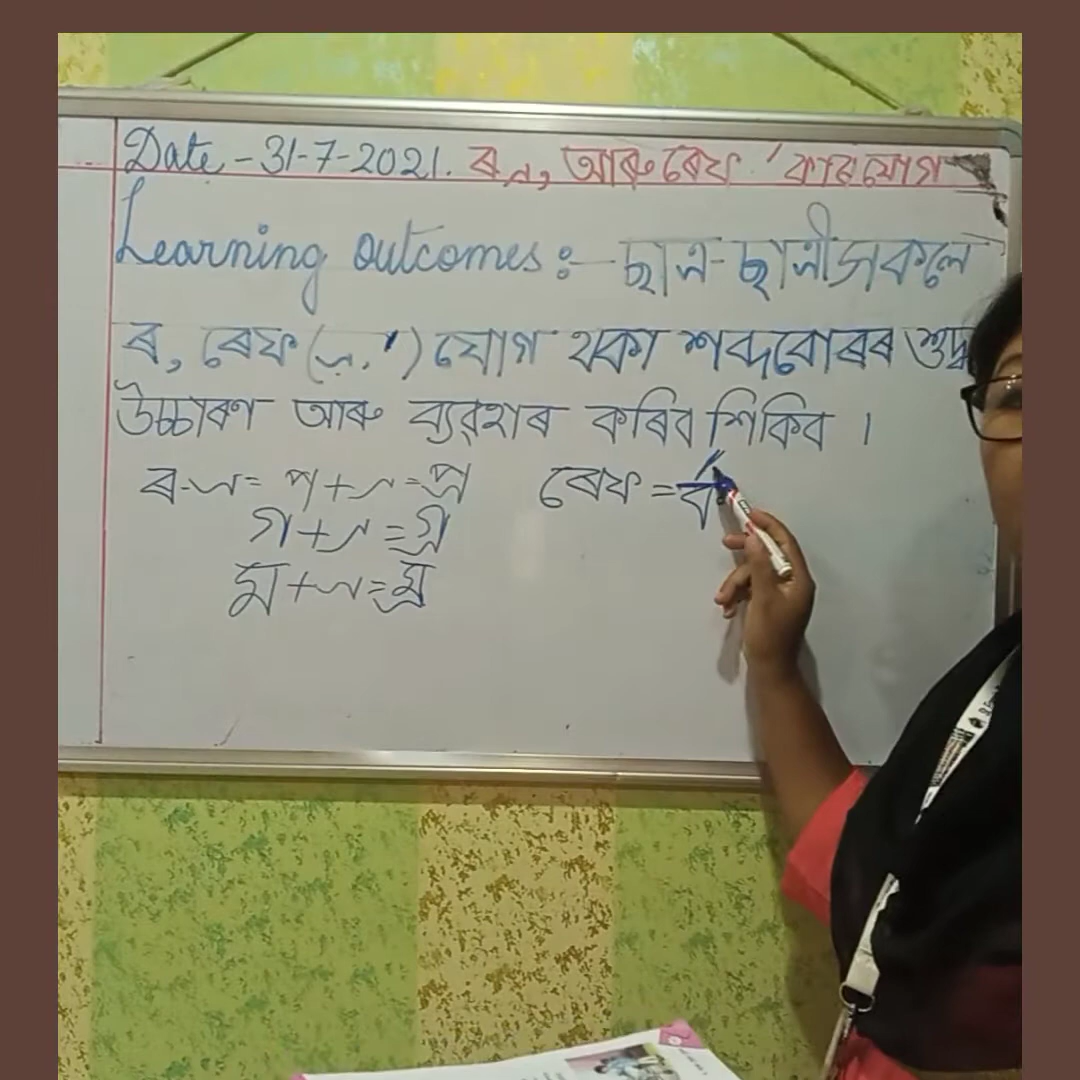 Date - 31-7-2021. ৰ ্ৰ, আৰু ৰেফ ' কাৰযোগ
Learning outcomes :- ছাত্ৰ-ছাত্ৰীসকলে
ৰ, ৰেফ (্ৰ, ') যোগ থকা শব্দবোৰৰ শুদ্ধ
উচ্চাৰণ আৰু ব্যৱহাৰ কৰিব শিকিব ।
ৰ-্ৰ = প+্ৰ = প্ৰ ৰেফ = র্ব
গ+্ৰ = গ্ৰ
ম+্ৰ = ম্ৰ